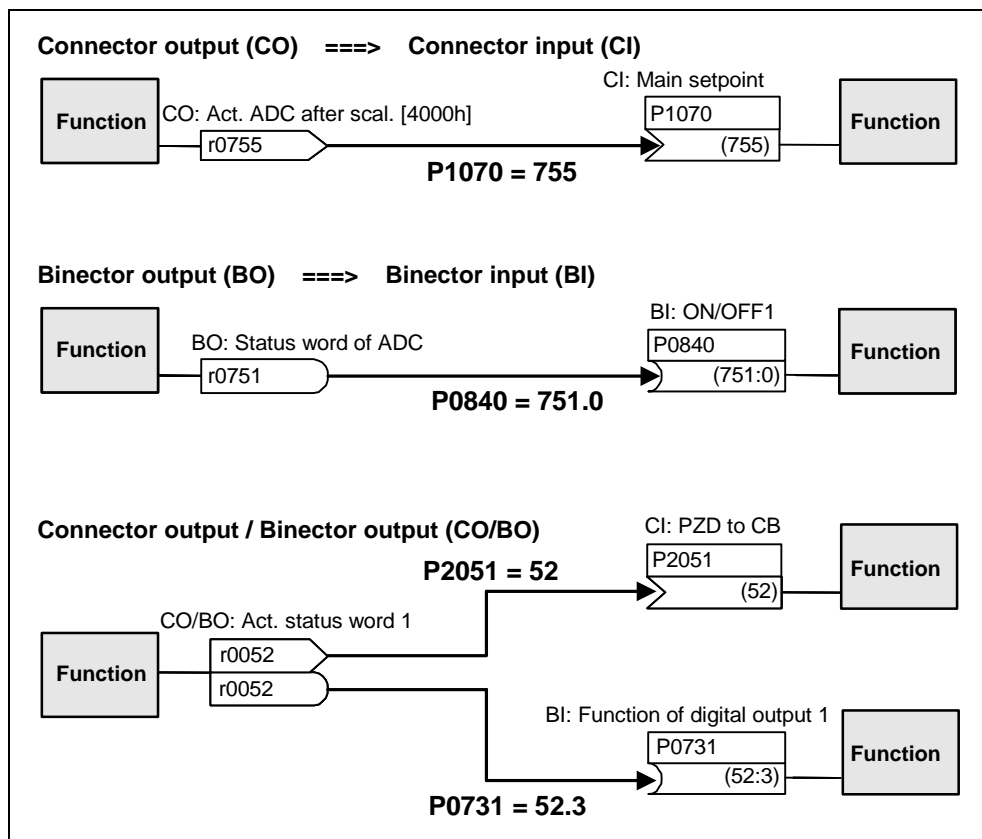 Connector output (CO) ===> Connector input (CI)
CI: Main setpoint
Function
CO: Act. ADC after scal. [4000h]
r0755
P1070 = 755
P1070
(755)
Function
Binector output (BO) ===> Binector input (BI)
BI: ON/OFF1
Function
BO: Status word of ADC
r0751
P0840 = 751.0
P0840
(751:0)
Function
Connector output / Binector output (CO/BO)
CI: PZD to CB
P2051 = 52
P2051
(52)
Function
CO/BO: Act. status word 1
Function
r0052
r0052
BI: Function of digital output 1
P0731
(52:3)
Function
P0731 = 52.3